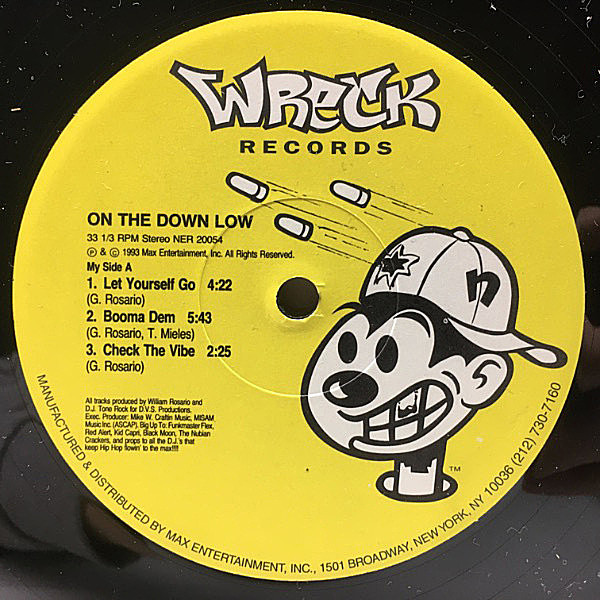 WRECK
RECORDS
ON THE DOWN LOW
33 1/3 RPM Stereo NER 20054
℗ & © 1993 Max Entertainment, Inc. All Rights Reserved.
My Side A
1. Let Yourself Go 4:22
(G. Rosario)
2. Booma Dem 5:43
(G. Rosario, T. Mieles)
3. Check The Vibe 2:25
(G. Rosario)
All tracks produced by William Rosario and
D.J. Tone Rock for D.V.S. Productions.
Exec. Producer: Mike W. Craftin Music, MISAM
Music Inc. (ASCAP). Big Up To: Funkmaster Flex,
Red Alert, Kid Capri, Black Moon, The Nubian
Crackers, and props to all the D.J.'s that
keep Hip Hop flowin' to the max!!!!
n
TM
MANUFACTURED & DISTRIBUTED BY MAX ENTERTAINMENT, INC., 1501 BROADWAY, NEW YORK, NY 10036 (212) 730-7160